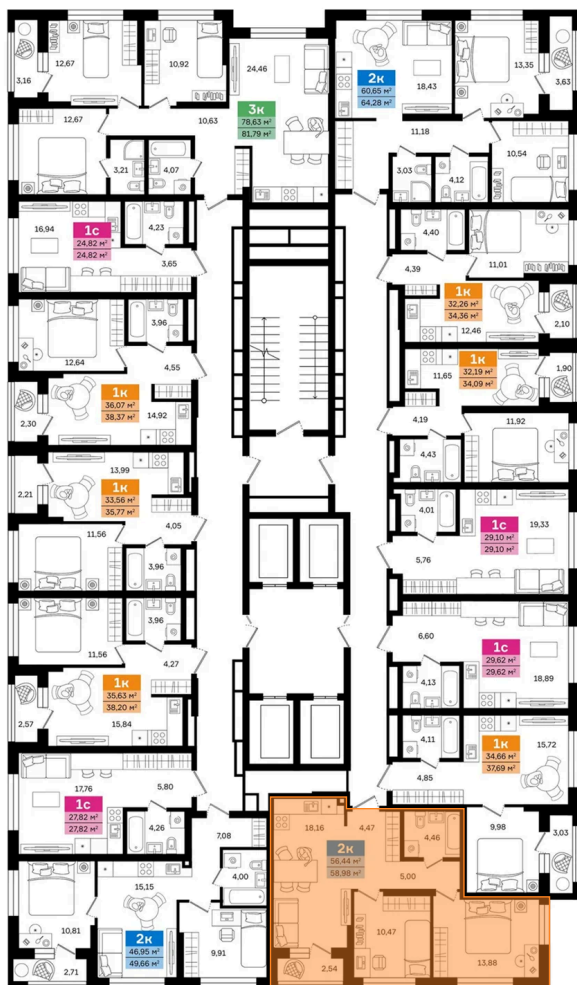 3,16
12,67
10,92
24,46
3к
78,63 м²
81,79 м²
12,67
10,63
3,21
4,07
2к
60,65 м²
64,28 м²
18,43
13,35
3,63
11,18
3,03
4,12
10,54
16,94
1с
24,82 м²
24,82 м²
4,23
3,65
4,40
4,39
11,01
1к
32,26 м²
34,36 м²
12,46
2,10
12,64
3,96
4,55
1к
36,07 м²
38,37 м²
14,92
2,30
11,65
1к
32,19 м²
34,09 м²
1,90
4,19
11,92
4,43
2,21
13,99
1к
33,56 м²
35,77 м²
4,05
11,56
3,96
4,01
1с
29,10 м²
29,10 м²
19,33
5,76
11,56
3,96
4,27
1к
35,63 м²
38,20 м²
2,57
15,84
6,60
1с
29,62 м²
29,62 м²
4,13
18,89
4,11
1к
34,66 м²
37,69 м²
15,72
4,85
9,98
3,03
17,76
5,80
1с
27,82 м²
27,82 м²
4,26
7,08
15,15
4,00
10,81
2к
46,95 м²
49,66 м²
9,91
2,71
18,16
4,47
4,46
2к
56,44 м²
58,98 м²
5,00
10,47
2,54
13,88